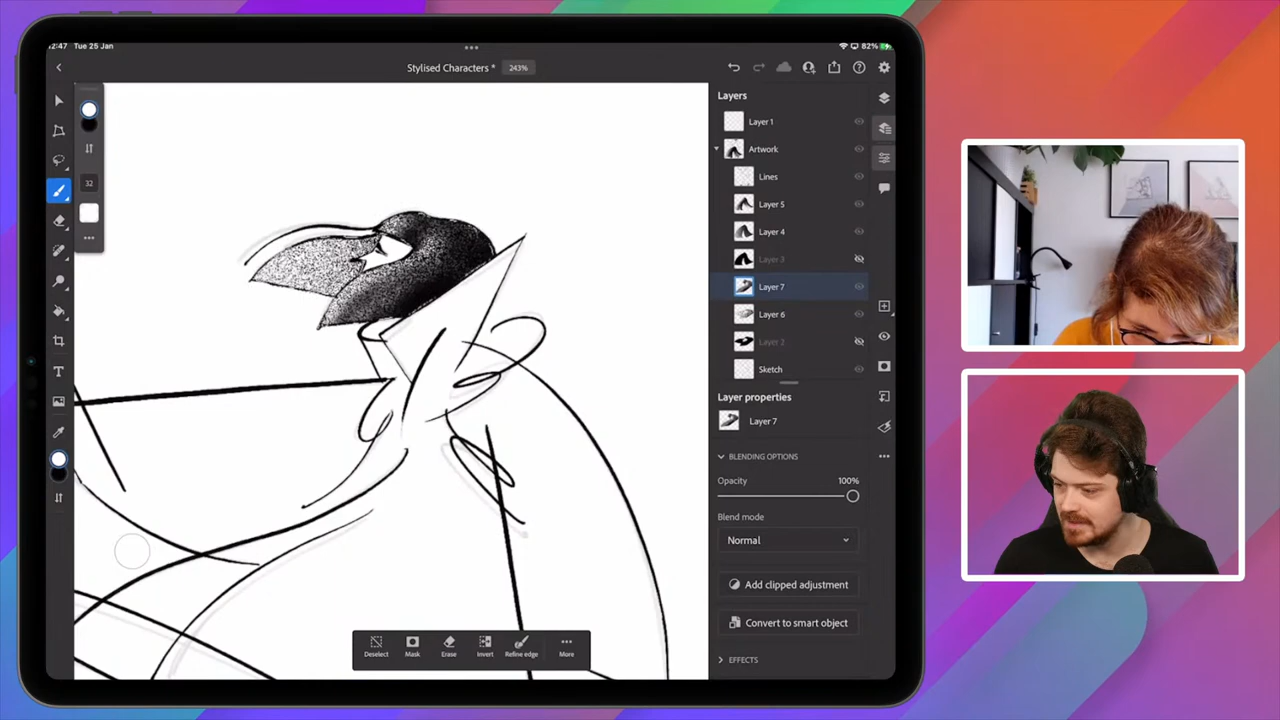 12:47 Tue 25 Jan
82%
Stylised Characters *
243%
32
Layers
Layer 1
Artwork
Lines
Layer 5
Layer 4
Layer 3
Layer 7
Layer 6
Layer 2
Sketch
Layer properties
Layer 7
BLENDING OPTIONS
Opacity 100%
Blend mode
Normal
Add clipped adjustment
Convert to smart object
EFFECTS
Deselect Mask Erase Invert Refine edge More